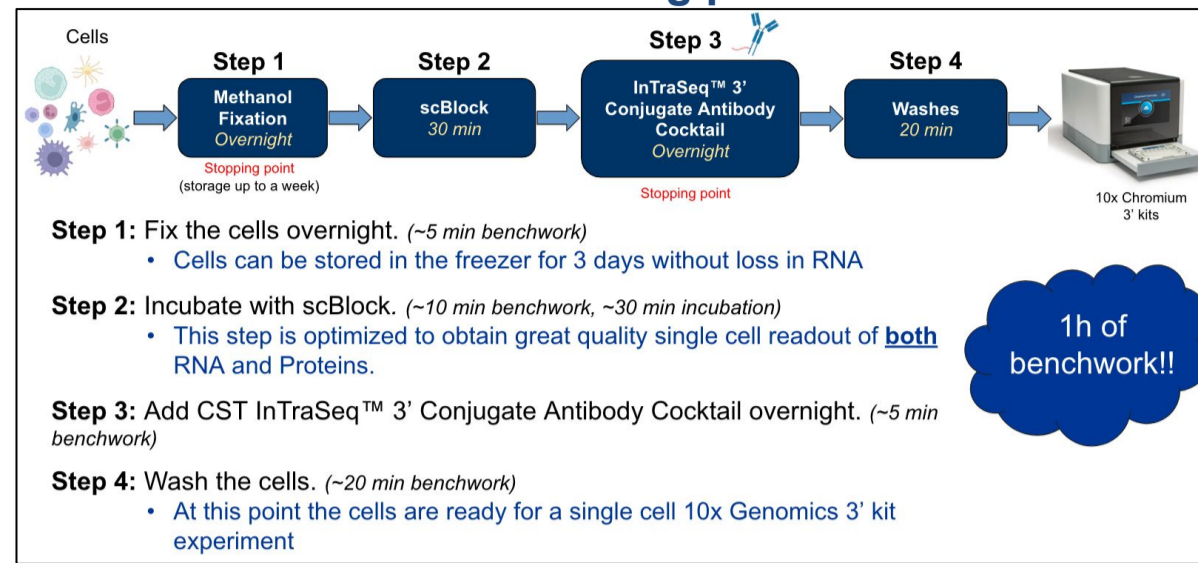 Cells
Step 1
Methanol
Fixation
Overnight
Stopping point
(storage up to a week)
Step 2
scBlock
30 min
Step 3
InTraSeq™ 3’
Conjugate Antibody
Cocktail
Overnight
Stopping point
Step 4
Washes
20 min
10x Chromium
3’ kits
Step 1: Fix the cells overnight. (~5 min benchwork)
• Cells can be stored in the freezer for 3 days without loss in RNA
Step 2: Incubate with scBlock. (~10 min benchwork, ~30 min incubation)
• This step is optimized to obtain great quality single cell readout of both
RNA and Proteins.
Step 3: Add CST InTraSeq™ 3’ Conjugate Antibody Cocktail overnight. (~5 min
benchwork)
Step 4: Wash the cells. (~20 min benchwork)
• At this point the cells are ready for a single cell 10x Genomics 3’ kit
experiment
1h of
benchwork!!